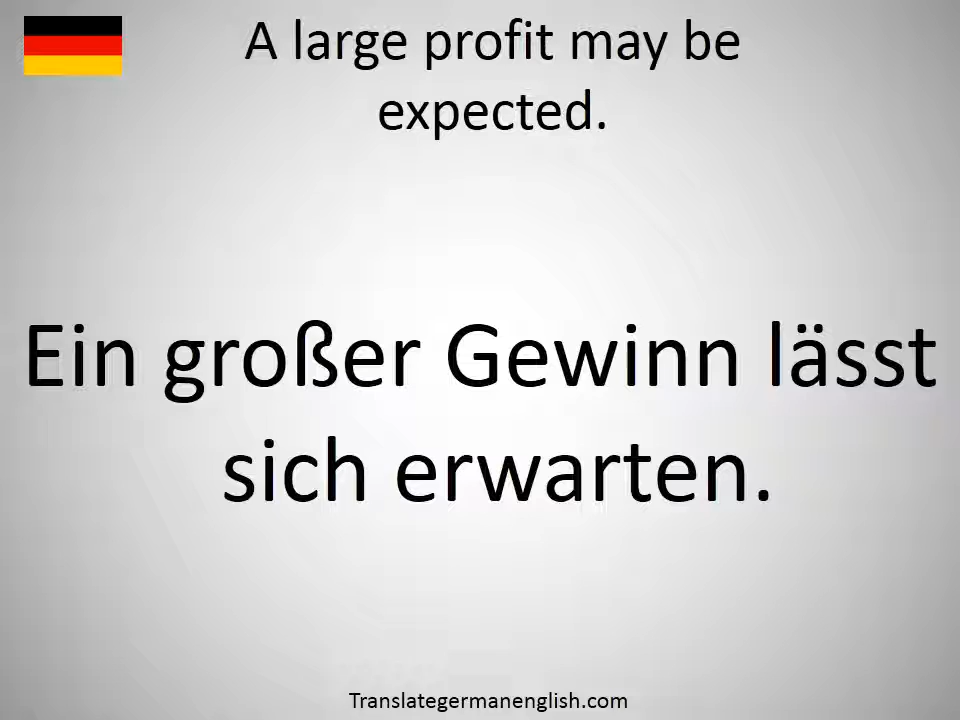 A large profit may be
expected.
Ein großer Gewinn lässt
sich erwarten.
Translategermanenglish.com